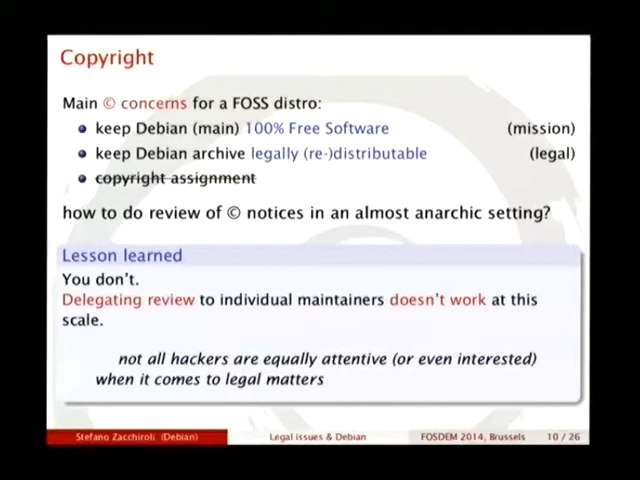 Copyright
Main © concerns for a FOSS distro:
keep Debian (main) 100% Free Software (mission)
keep Debian archive legally (re-)distributable (legal)
copyright assignment
how to do review of © notices in an almost anarchic setting?
Lesson learned
You don't.
Delegating review to individual maintainers doesn't work at this
scale.
not all hackers are equally attentive (or even interested)
when it comes to legal matters
Stefano Zacchiroli (Debian) Legal issues & Debian FOSDEM 2014, Brussels 10 / 26